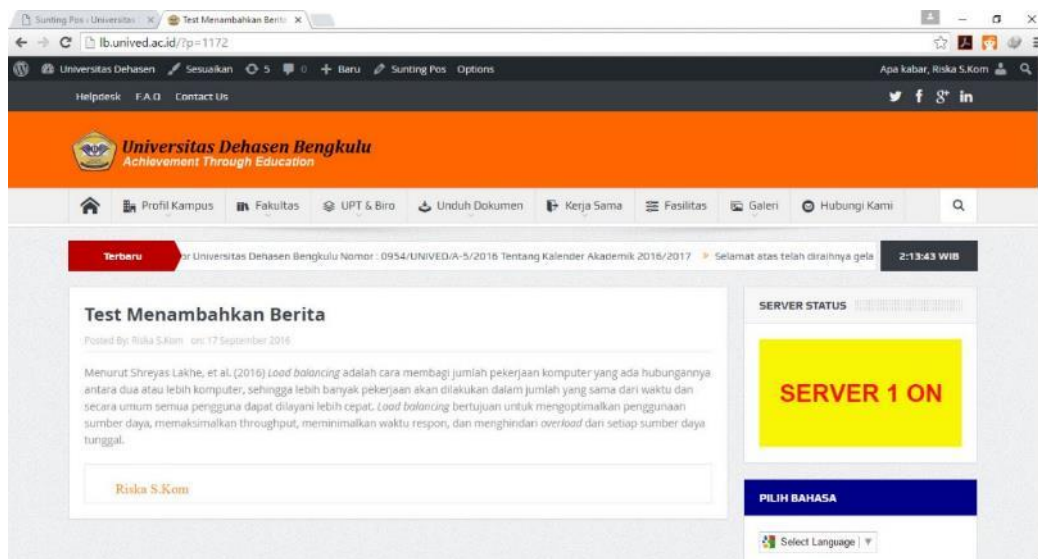 Sunting Pos ‹ Universitas
Test Menambahkan Berita
lb.unived.ac.id/?p=1172
Universitas Dehasen Sesuaikan 5 0 Baru Sunting Pos Options Apa kabar, Riska S.Kom
Helpdesk F.A.Q Contact Us
Universitas Dehasen Bengkulu
Achievement Through Education
Profil Kampus Fakultas UPT & Biro Unduh Dokumen Kerja Sama Fasilitas Galeri Hubungi Kami
Terbaru or Universitas Dehasen Bengkulu Nomor : 0954/UNIVED/A-5/2016 Tentang Kalender Akademik 2016/2017 » Selamat atas telah diraihnya gela 2:13:43 WIB
Test Menambahkan Berita
Posted By: Riska S.Kom on: 17 September 2016
Menurut Shreyas Lakhe, et al. (2016) Load balancing adalah cara membagi jumlah pekerjaan komputer yang ada hubungannya
antara dua atau lebih komputer, sehingga lebih banyak pekerjaan akan dilakukan dalam jumlah yang sama dari waktu dan
secara umum semua pengguna dapat dilayani lebih cepat. Load balancing bertujuan untuk mengoptimalkan penggunaan
sumber daya, memaksimalkan throughput, meminimalkan waktu respon, dan menghindari overload dari setiap sumber daya
tunggal.
Riska S.Kom
SERVER STATUS
SERVER 1 ON
PILIH BAHASA
Select Language